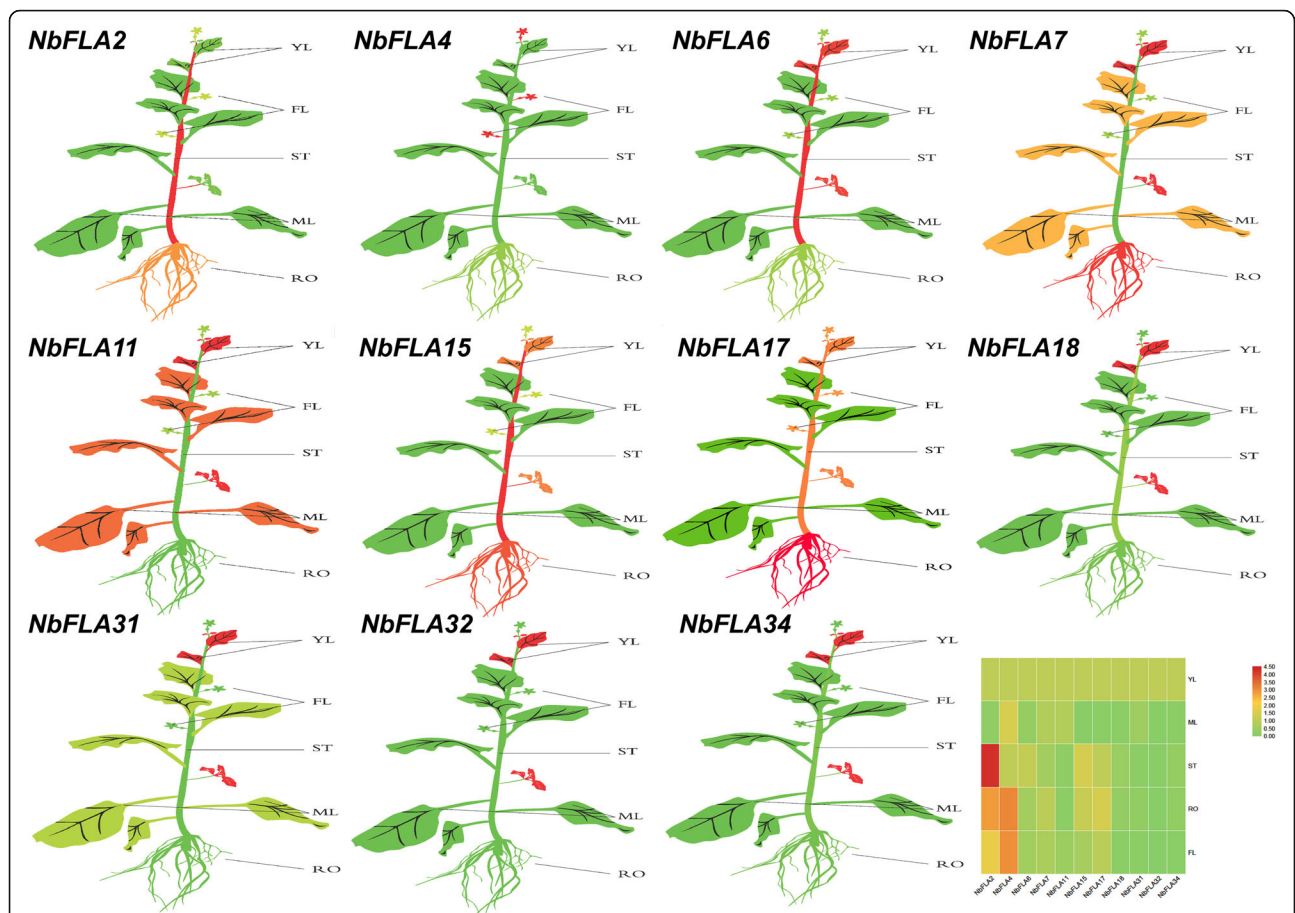 NbFLA2
YL
FL
ST
ML
RO
NbFLA4
YL
FL
ST
ML
RO
NbFLA6
YL
FL
ST
ML
RO
NbFLA7
YL
FL
ST
ML
RO
NbFLA11
YL
FL
ST
ML
RO
NbFLA15
YL
FL
ST
ML
RO
NbFLA17
YL
FL
ST
ML
RO
NbFLA18
YL
FL
ST
ML
RO
NbFLA31
YL
FL
ST
ML
RO
NbFLA32
YL
FL
ST
ML
RO
NbFLA34
YL
FL
ST
ML
RO
YL
ML
ST
RO
FL
4.50
4.00
3.50
3.00
2.50
2.00
1.50
1.00
0.50
0.00
NbFLA2
NbFLA4
NbFLA6
NbFLA7
NbFLA11
NbFLA15
NbFLA17
NbFLA18
NbFLA31
NbFLA32
NbFLA34